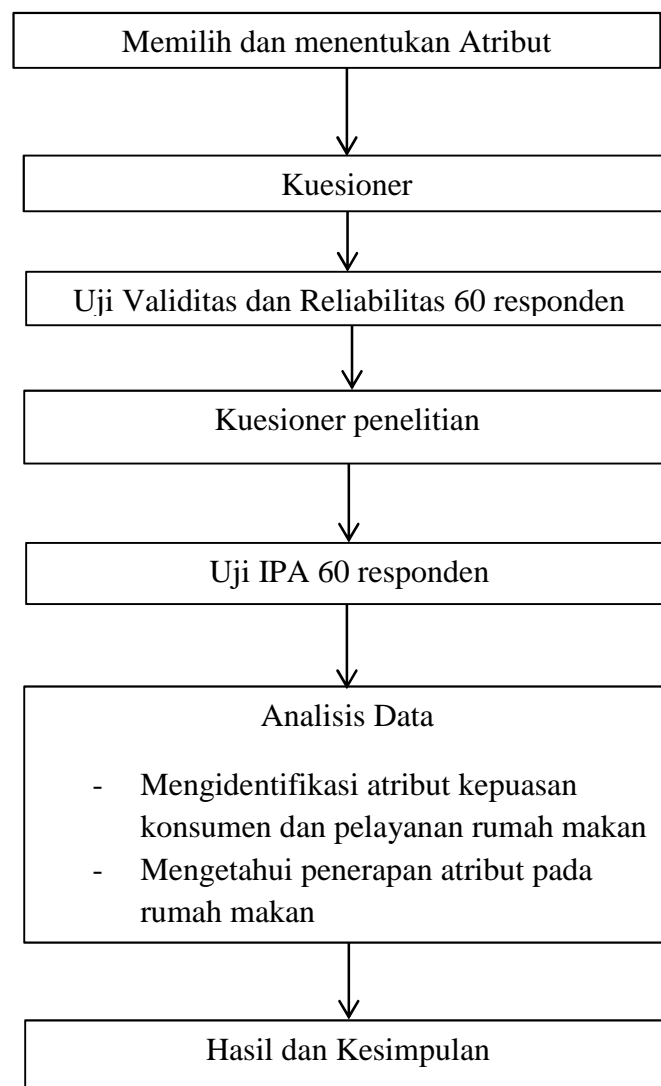 Memilih dan menentukan Atribut
Kuesioner
Uji Validitas dan Reliabilitas 60 responden
Kuesioner penelitian
Uji IPA 60 responden
Analisis Data
- Mengidentifikasi atribut kepuasan
konsumen dan pelayanan rumah makan
- Mengetahui penerapan atribut pada
rumah makan
Hasil dan Kesimpulan